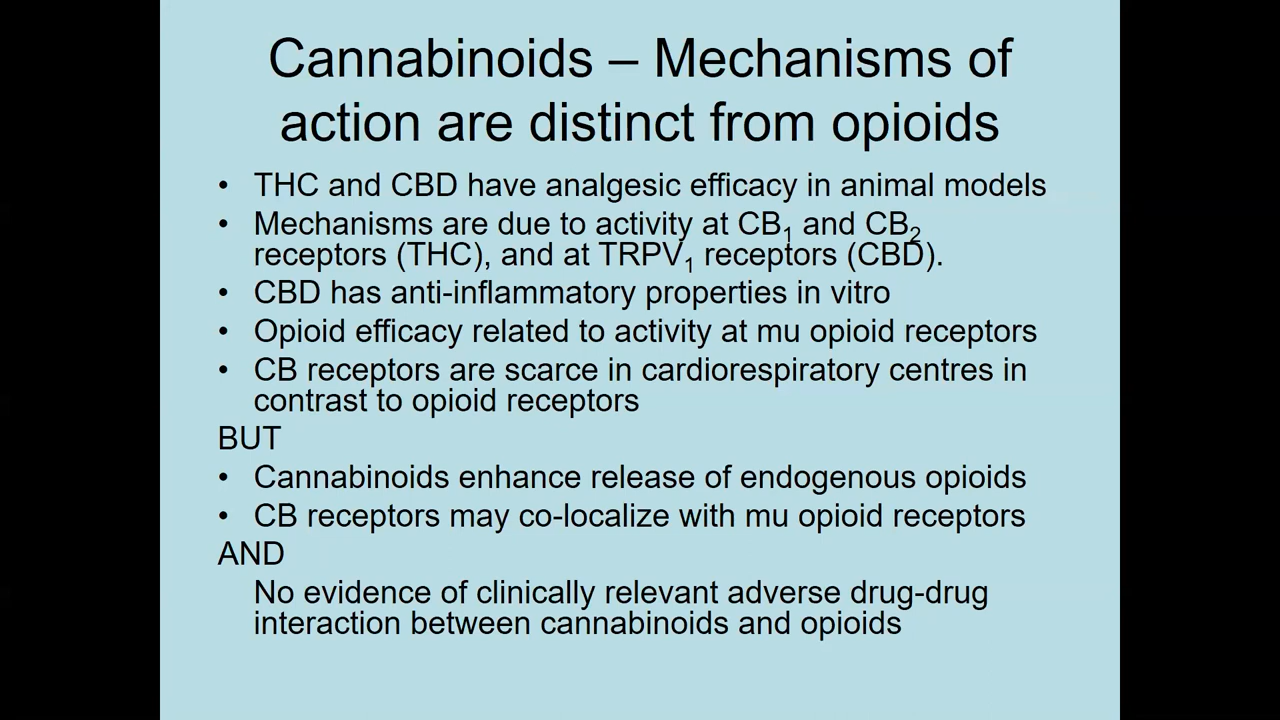 Cannabinoids – Mechanisms of
action are distinct from opioids
• THC and CBD have analgesic efficacy in animal models
• Mechanisms are due to activity at CB₁ and CB₂
receptors (THC), and at TRPV₁ receptors (CBD).
• CBD has anti-inflammatory properties in vitro
• Opioid efficacy related to activity at mu opioid receptors
• CB receptors are scarce in cardiorespiratory centres in
contrast to opioid receptors
BUT
• Cannabinoids enhance release of endogenous opioids
• CB receptors may co-localize with mu opioid receptors
AND
No evidence of clinically relevant adverse drug-drug
interaction between cannabinoids and opioids